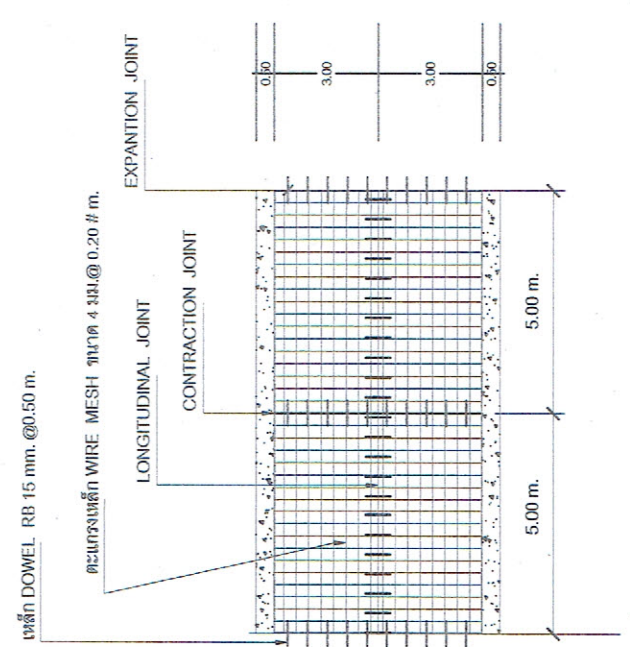 เหล็ก DOWEL RB 15 mm. @0.50 m.
ตะแกรงเหล็ก WIRE MESH ขนาด 4 มม.@ 0.20 # m.
LONGITUDINAL JOINT
CONTRACTION JOINT
EXPANTION JOINT
0.50
3.00
3.00
0.50
5.00 m.
5.00 m.